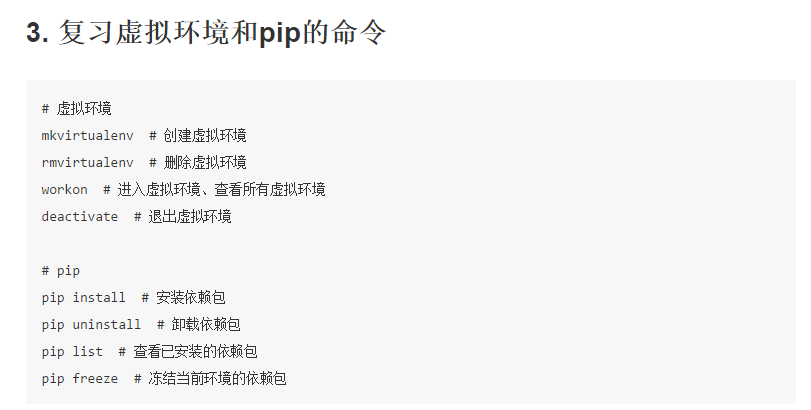 3. 复习虚拟环境和pip的命令
# 虚拟环境
mkvirtualenv # 创建虚拟环境
rmvirtualenv # 删除虚拟环境
workon # 进入虚拟环境、查看所有虚拟环境
deactivate # 退出虚拟环境
# pip
pip install # 安装依赖包
pip uninstall # 卸载依赖包
pip list # 查看已安装的依赖包
pip freeze # 冻结当前环境的依赖包